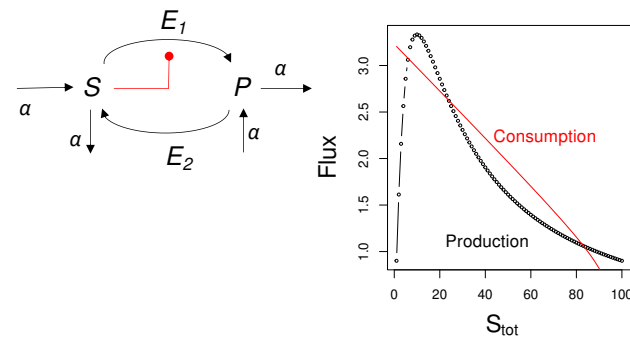 E1
S
P
α
α
α
α
E2
Flux
3.0
2.5
2.0
1.5
1.0
Consumption
Production
0 20 40 60 80 100
Stot